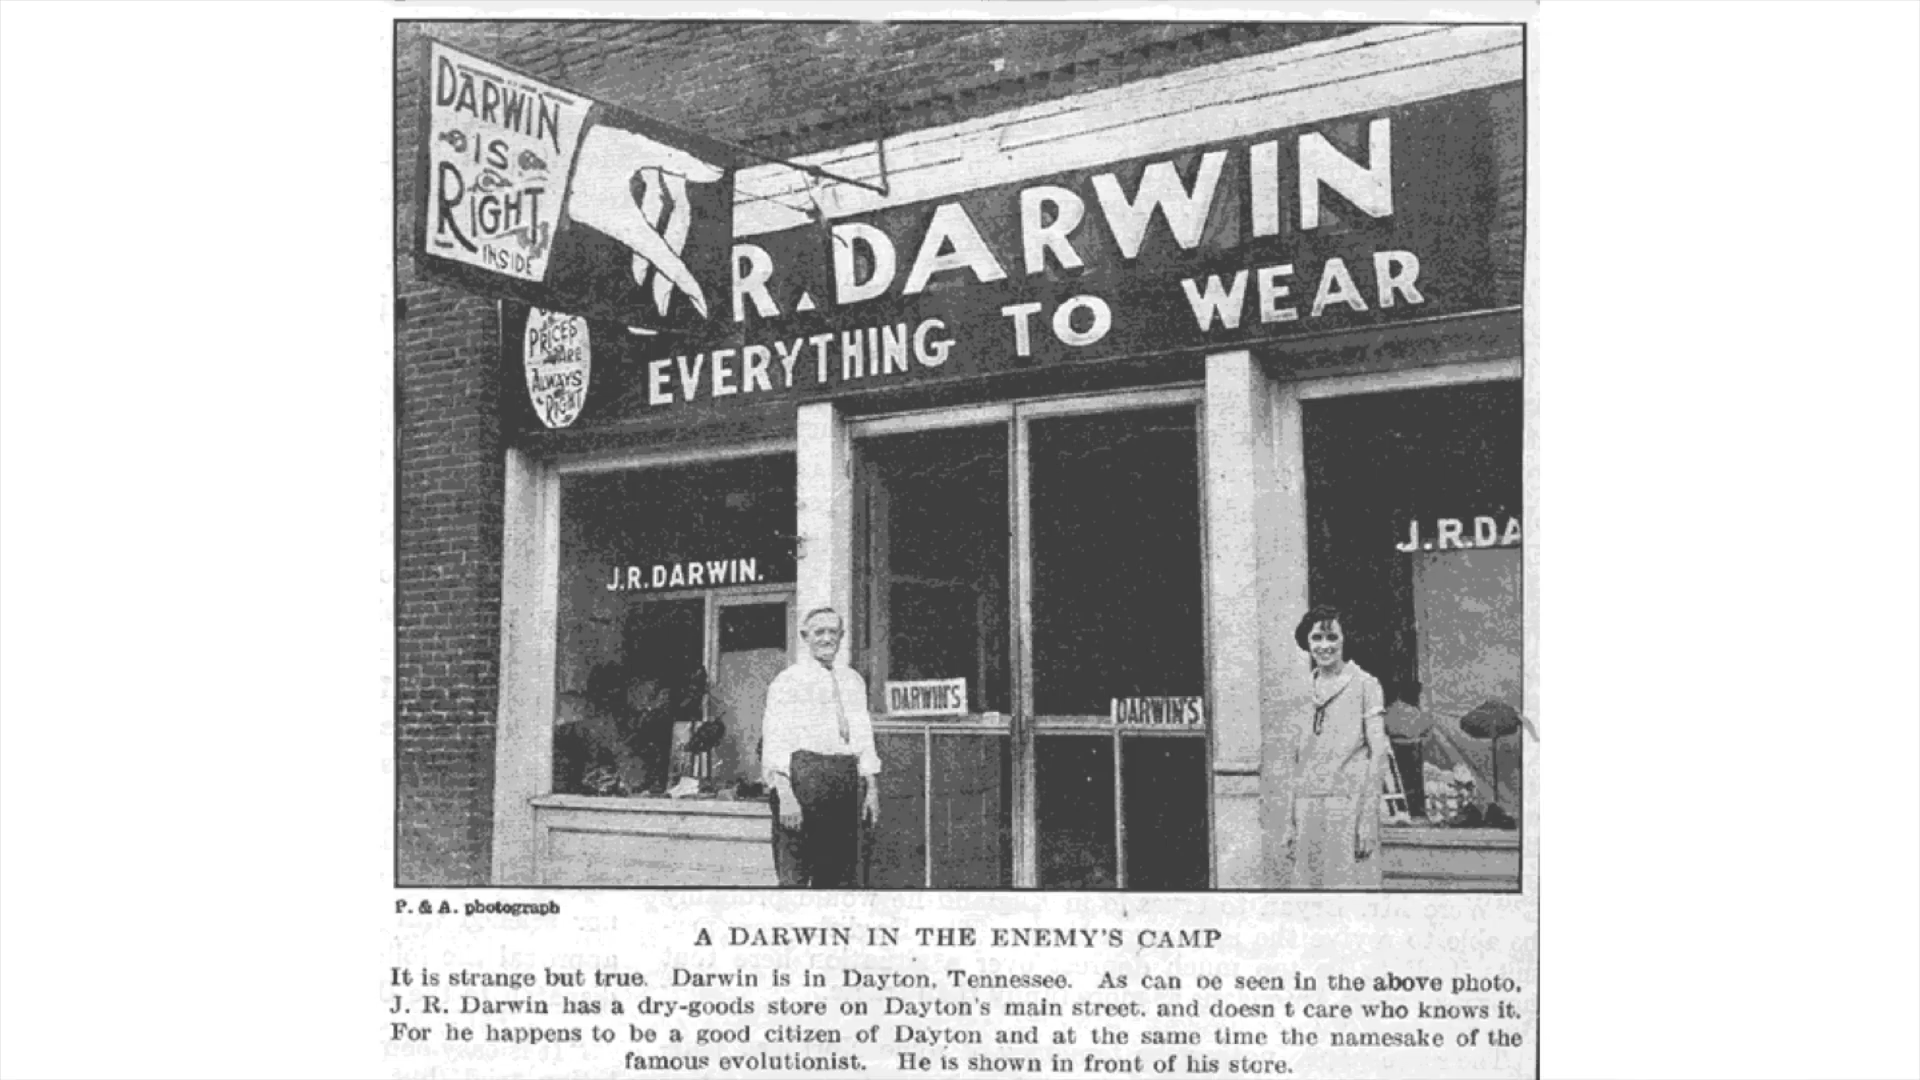 DARWIN
IS
RIGHT
INSIDE
R. DARWIN
EVERYTHING TO WEAR
PRICES
ARE
ALWAYS
RIGHT
J.R.DARWIN.
J.R.DA
DARWIN'S
DARWIN'S
P. & A. photograph
A DARWIN IN THE ENEMY'S CAMP
It is strange but true. Darwin is in Dayton, Tennessee. As can be seen in the above photo,
J. R. Darwin has a dry-goods store on Dayton's main street, and doesn t care who knows it.
For he happens to be a good citizen of Dayton and at the same time the namesake of the
famous evolutionist. He is shown in front of his store.